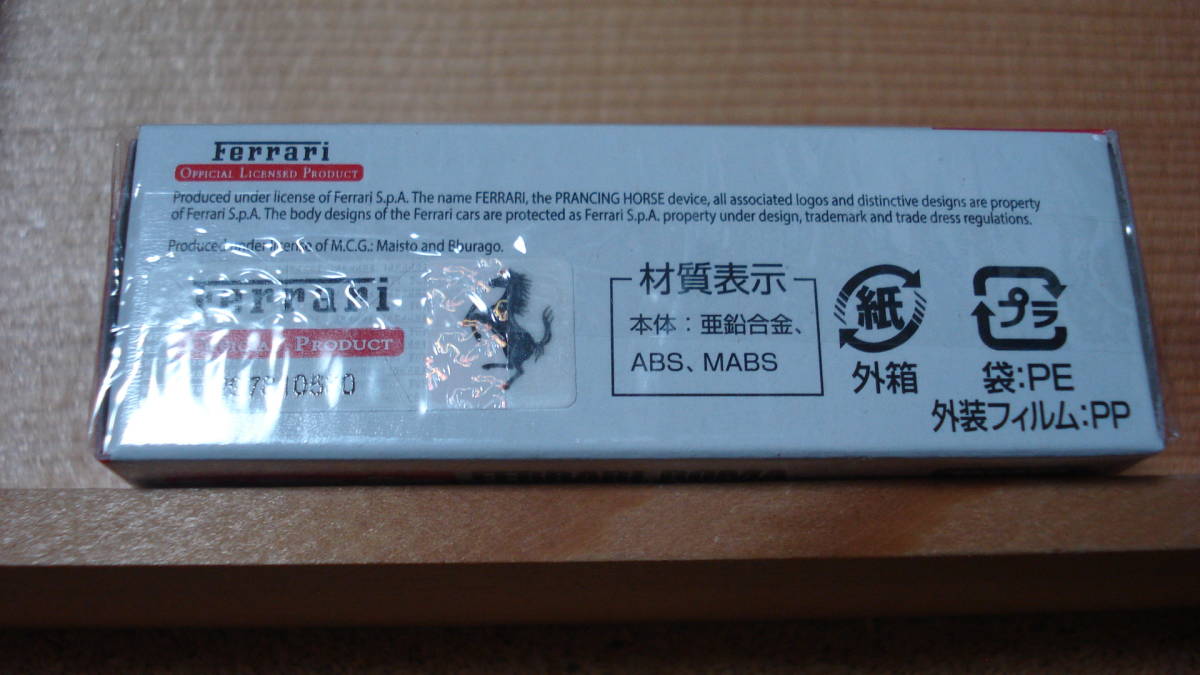 Ferrari
OFFICIAL LICENSED PRODUCT
Produced under license of Ferrari S.p.A. The name FERRARI, the PRANCING HORSE device, all associated logos and distinctive designs are property
of Ferrari S.p.A. The body designs of the Ferrari cars are protected as Ferrari S.p.A. property under design, trademark and trade dress regulations.
Produced under license of M.C.G.: Maisto and Bburago.
Ferrari
OFFICIAL PRODUCT
材質表示
本体:亜鉛合金、
ABS、MABS
紙
外箱
プラ
袋:PE
外装フィルム:PP